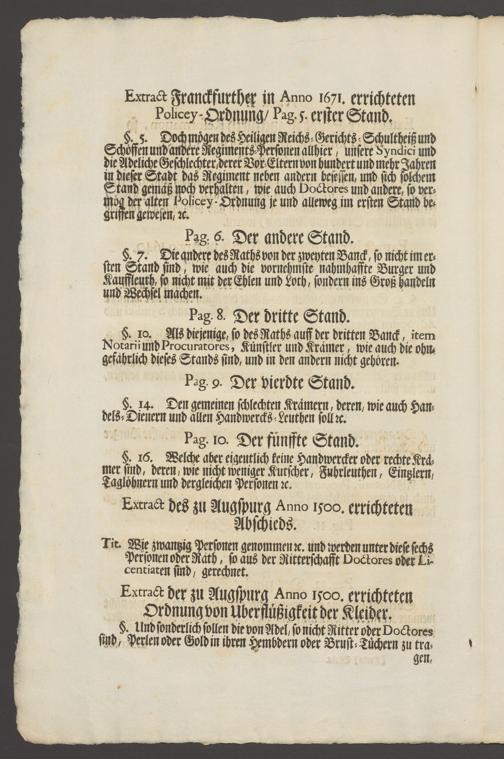 Extract Franckfurther in Anno 1671. errichteten
Policey-Ordnung/ Pag. 5. erster Stand.
§. 5. Doch mögen des Heiligen Reichs-Gerichts-Schultheiß und
Schöffen und andere Regiments-Personen allhier, unsere Syndici und
die Adeliche Geschlechter, derer Vor-Eltern von hundert und mehr Jahren
in dieser Stadt das Regiment neben andern besessen, und sich solchem
Stand gemäß noch verhalten, wie auch Doctores und andere, so ver-
mög der alten Policey-Ordnung je und alleweg im ersten Stand be-
griffen gewesen, ꝛc.
Pag. 6. Der andere Stand.
§. 7. Die andere des Raths von der zweyten Banck, so nicht im er-
sten Stand sind, wie auch die vornehmste nahmhaffte Burger und
Kauffleuth, so nicht mit der Ehlen und Loth, sondern ins Groß handeln
und Wechsel machen.
Pag. 8. Der dritte Stand.
§. 10. Als diejenige, so des Raths auff der dritten Banck, item
Notarii und Procuratores, Künstler und Krämer, wie auch die ohn-
gefährlich dieses Stands sind, und in den andern nicht gehören.
Pag. 9. Der vierdte Stand.
§. 14. Den gemeinen schlechten Krämern, deren, wie auch Han-
dels-Dienern und allen Handwercks-Leuthen soll ꝛc.
Pag. 10. Der fünffte Stand.
§. 16. Welche aber eigentlich keine Handwercker oder rechte Krä-
mer sind, deren, wie nicht weniger Kutscher, Fuhrleuthen, Eintzlern,
Taglöhnern und dergleichen Personen ꝛc.
Extract des zu Augspurg Anno 1500. errichteten
Abschieds.
Tit. Wie zwantzig Personen genommen ꝛc. und werden unter diese sechs
Personen oder Rath, so aus der Ritterschafft Doctores oder Li-
centiaten sind, gerechnet.
Extract der zu Augspurg Anno 1500. errichteten
Ordnung von Uberflüßigkeit der Kleider.
§. Und sonderlich sollen die von Adel, so nicht Ritter oder Doctores
sind, Perlen oder Gold in ihren Hembdern oder Brust-Tüchern zu tra-
gen,